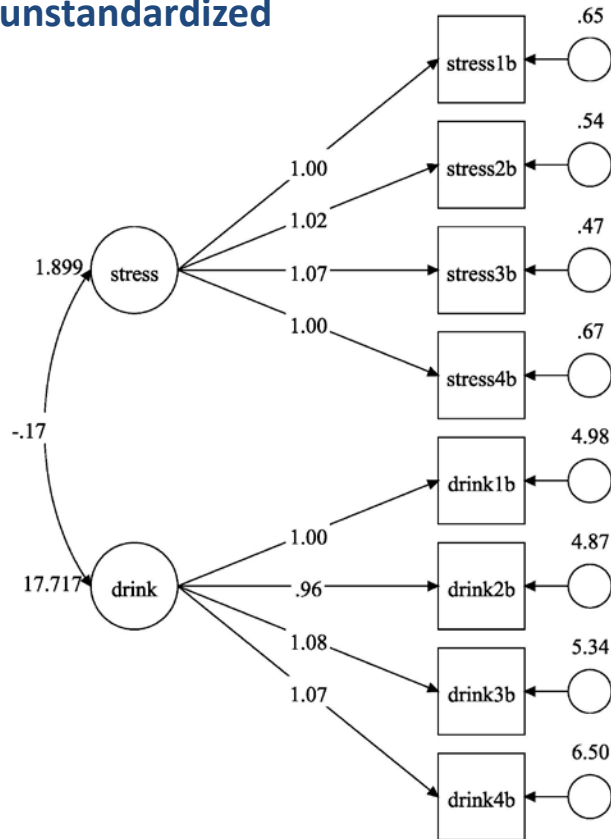 unstandardized
.65
stress1b
.54
stress2b
1.00
1.02
.47
1.899
stress
1.07
stress3b
1.00
.67
stress4b
-.17
4.98
drink1b
1.00
4.87
17.717
drink
.96
drink2b
1.08
5.34
drink3b
1.07
6.50
drink4b